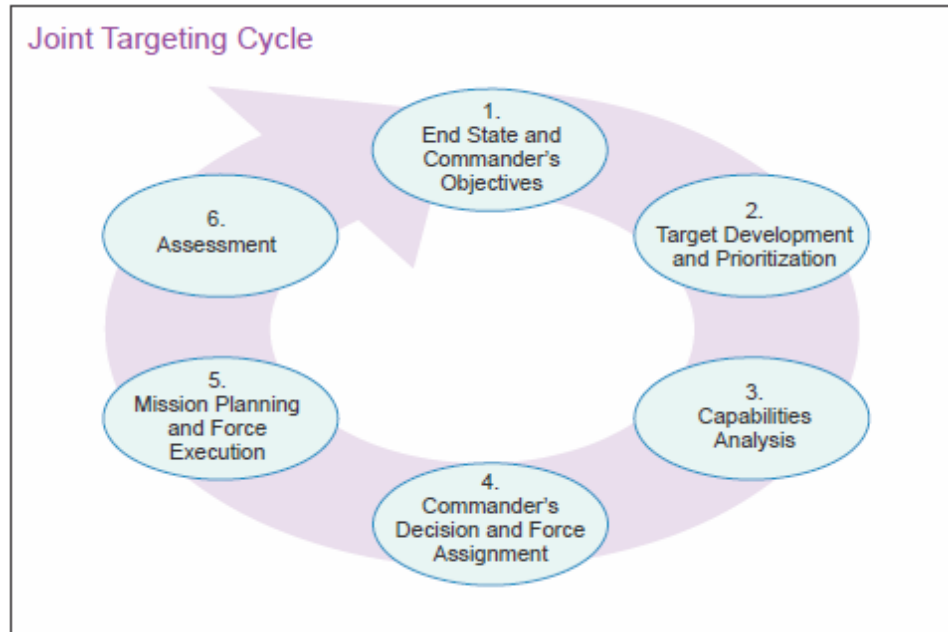 Joint Targeting Cycle
1.
End State and
Commander's
Objectives
2.
Target Development
and Prioritization
3.
Capabilities
Analysis
4.
Commander's
Decision and Force
Assignment
5.
Mission Planning
and Force
Execution
6.
Assessment